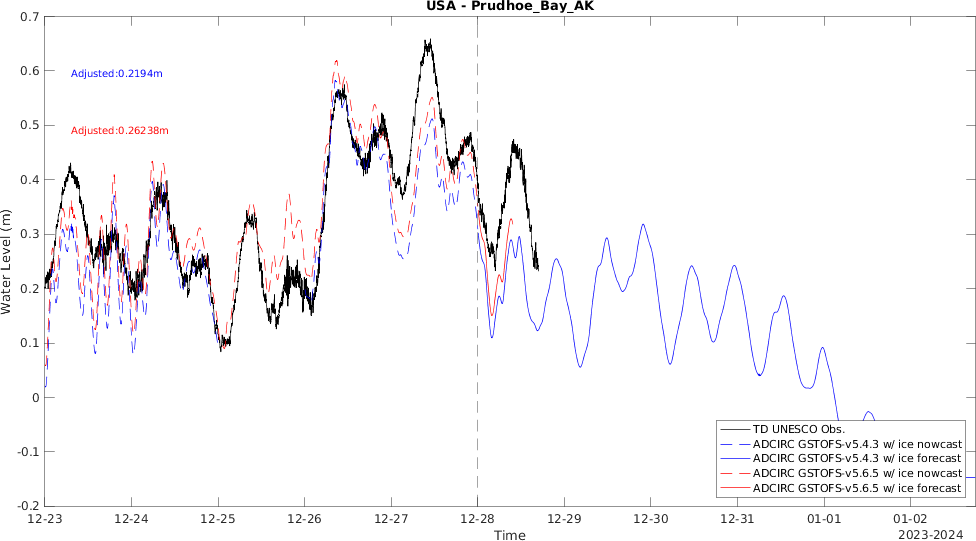 USA - Prudhoe_Bay_AK
0.7
0.6
0.5
0.4
0.3
0.2
0.1
0
-0.1
-0.2
Water Level (m)
Adjusted:0.2194m
Adjusted:0.26238m
TD UNESCO Obs.
ADCIRC GSTOFS-v5.4.3 w/ ice nowcast
ADCIRC GSTOFS-v5.4.3 w/ ice forecast
ADCIRC GSTOFS-v5.6.5 w/ ice nowcast
ADCIRC GSTOFS-v5.6.5 w/ ice forecast
12-23 12-24 12-25 12-26 12-27 12-28 12-29 12-30 12-31 01-01 01-02
Time
2023-2024